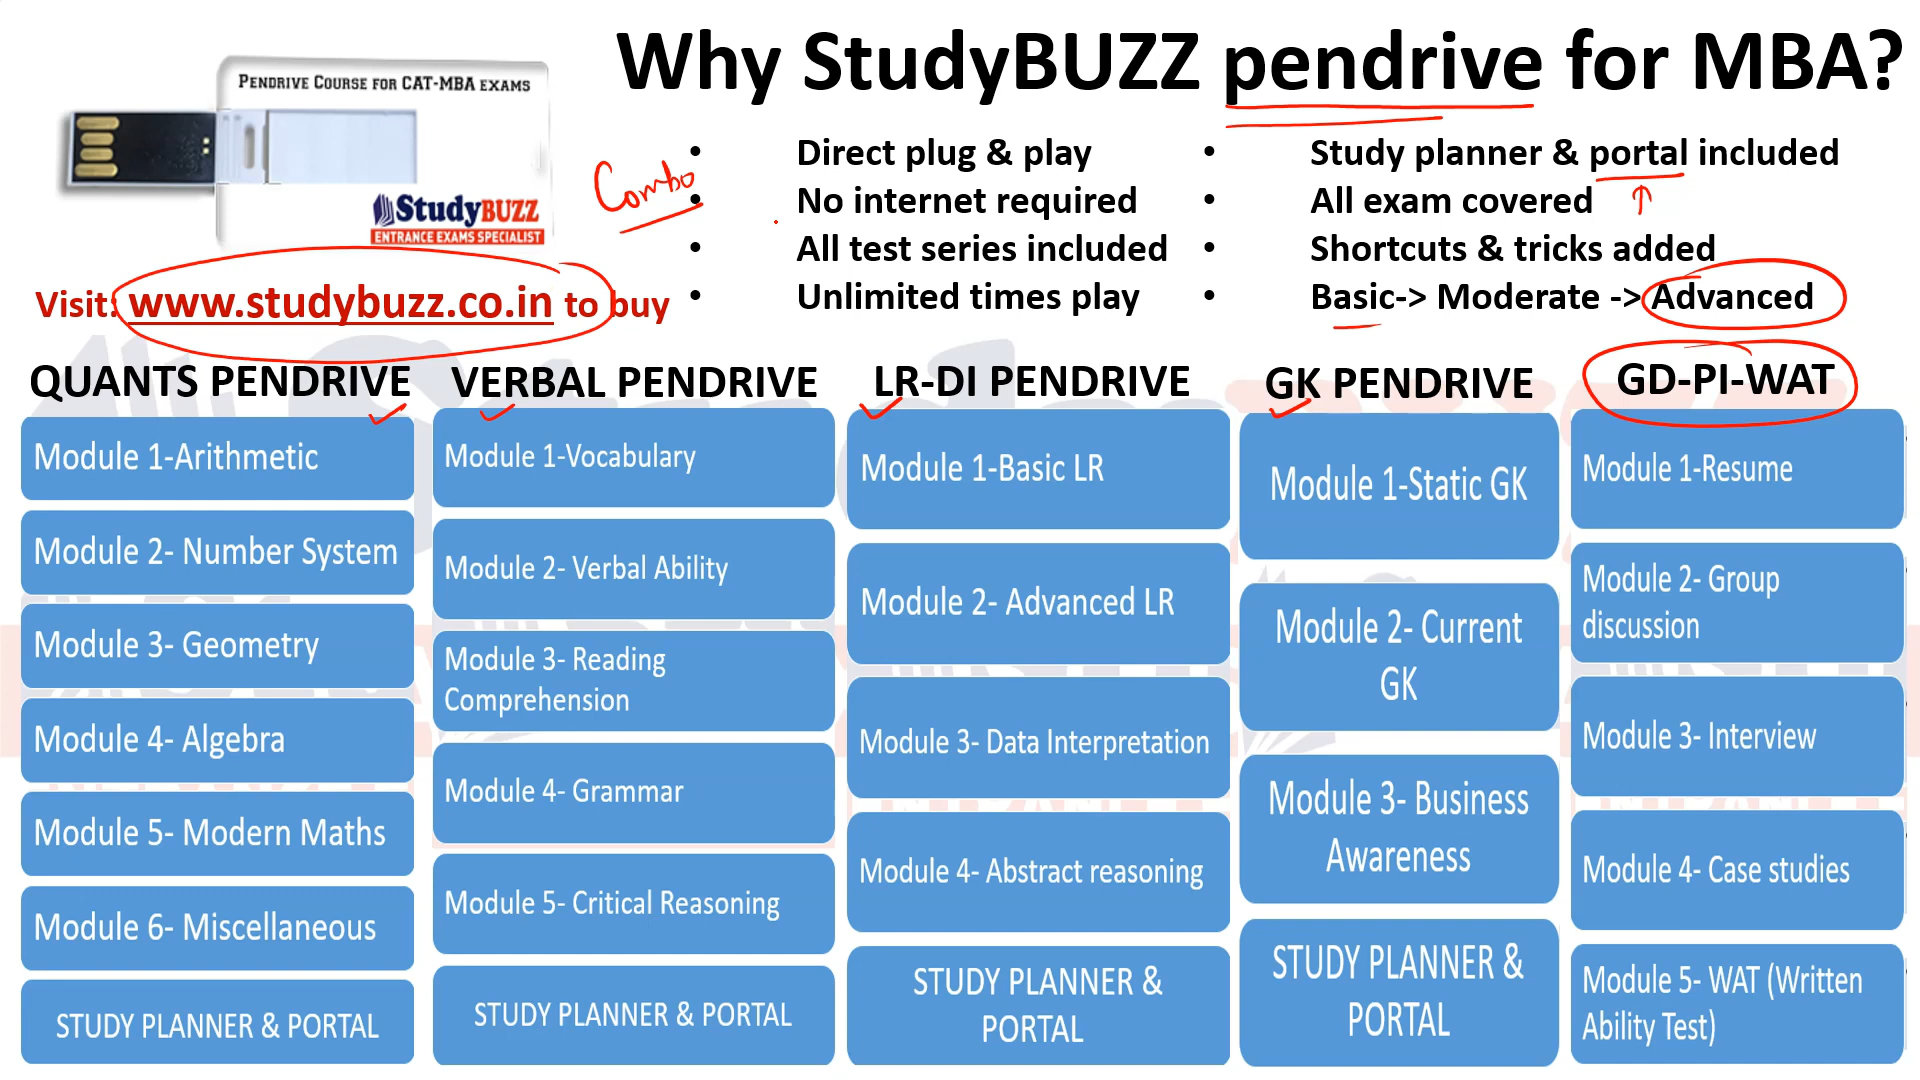 Why StudyBUZZ pendrive for MBA?
PENDRIVE COURSE FOR CAT-MBA EXAMS
StudyBUZZ
ENTRANCE EXAMS SPECIALIST
Visit: www.studybuzz.co.in to buy
Combo
• Direct plug & play
• No internet required
• All test series included
• Unlimited times play
• Study planner & portal included
• All exam covered
• Shortcuts & tricks added
• Basic-> Moderate -> Advanced
QUANTS PENDRIVE
Module 1-Arithmetic
Module 2- Number System
Module 3- Geometry
Module 4- Algebra
Module 5- Modern Maths
Module 6- Miscellaneous
STUDY PLANNER & PORTAL
VERBAL PENDRIVE
Module 1-Vocabulary
Module 2- Verbal Ability
Module 3- Reading
Comprehension
Module 4- Grammar
Module 5- Critical Reasoning
STUDY PLANNER & PORTAL
LR-DI PENDRIVE
Module 1-Basic LR
Module 2- Advanced LR
Module 3- Data Interpretation
Module 4- Abstract reasoning
STUDY PLANNER &
PORTAL
GK PENDRIVE
Module 1-Static GK
Module 2- Current
GK
Module 3- Business
Awareness
STUDY PLANNER &
PORTAL
GD-PI-WAT
Module 1-Resume
Module 2- Group
discussion
Module 3- Interview
Module 4- Case studies
Module 5- WAT (Written
Ability Test)